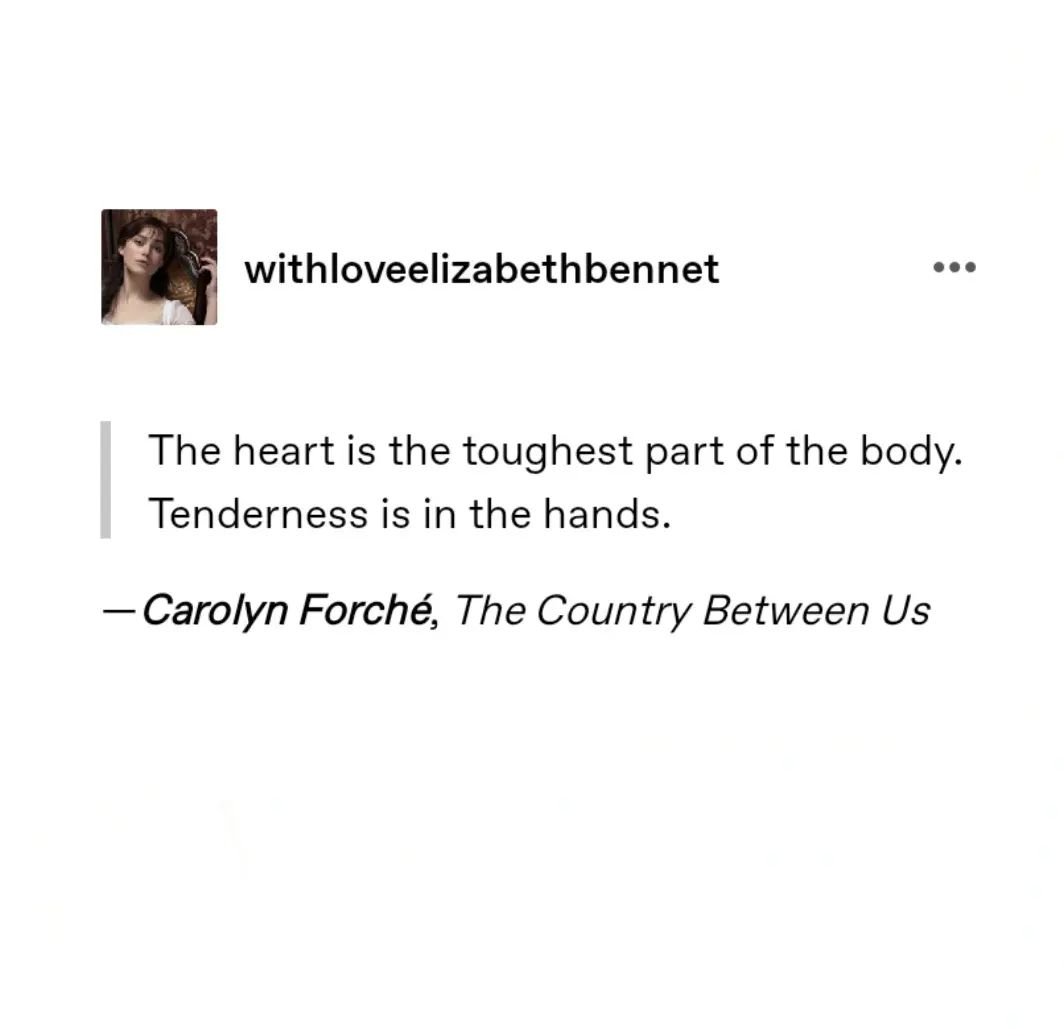 withloveelizabethbennet
The heart is the toughest part of the body.
Tenderness is in the hands.
—Carolyn Forché, The Country Between Us